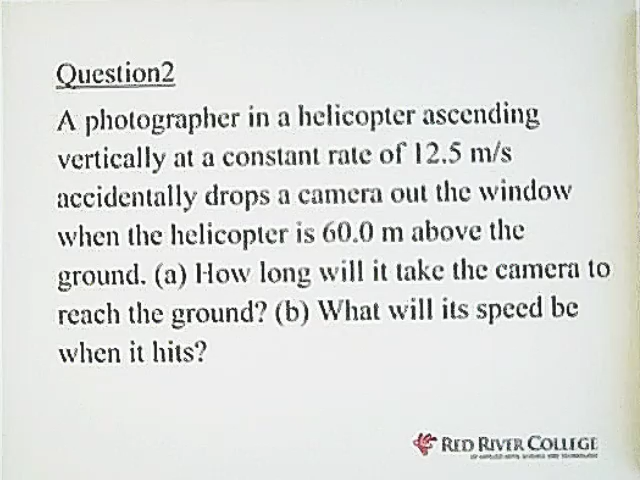 Question2
A photographer in a helicopter ascending
vertically at a constant rate of 12.5 m/s
accidentally drops a camera out the window
when the helicopter is 60.0 m above the
ground. (a) How long will it take the camera to
reach the ground? (b) What will its speed be
when it hits?
RED RIVER COLLEGE